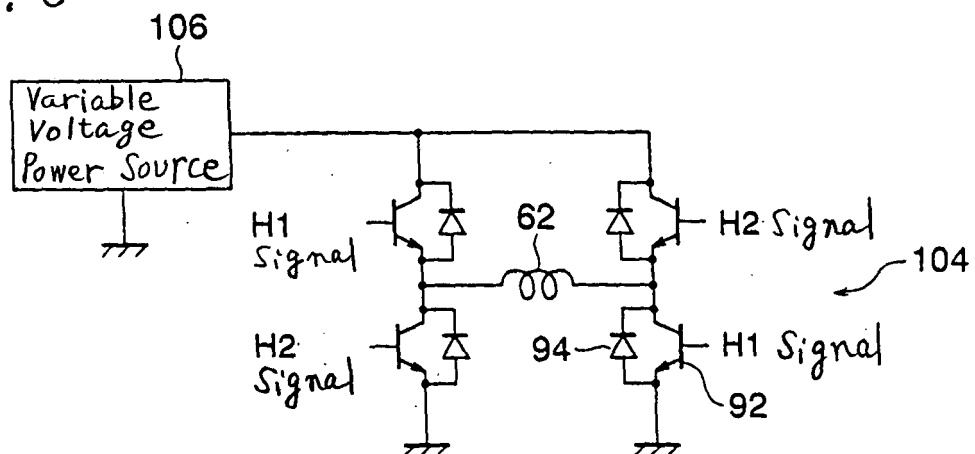 106
Variable
Voltage
Power Source
H1
Signal
62
H2 Signal
104
H2
Signal
94
H1 Signal
92